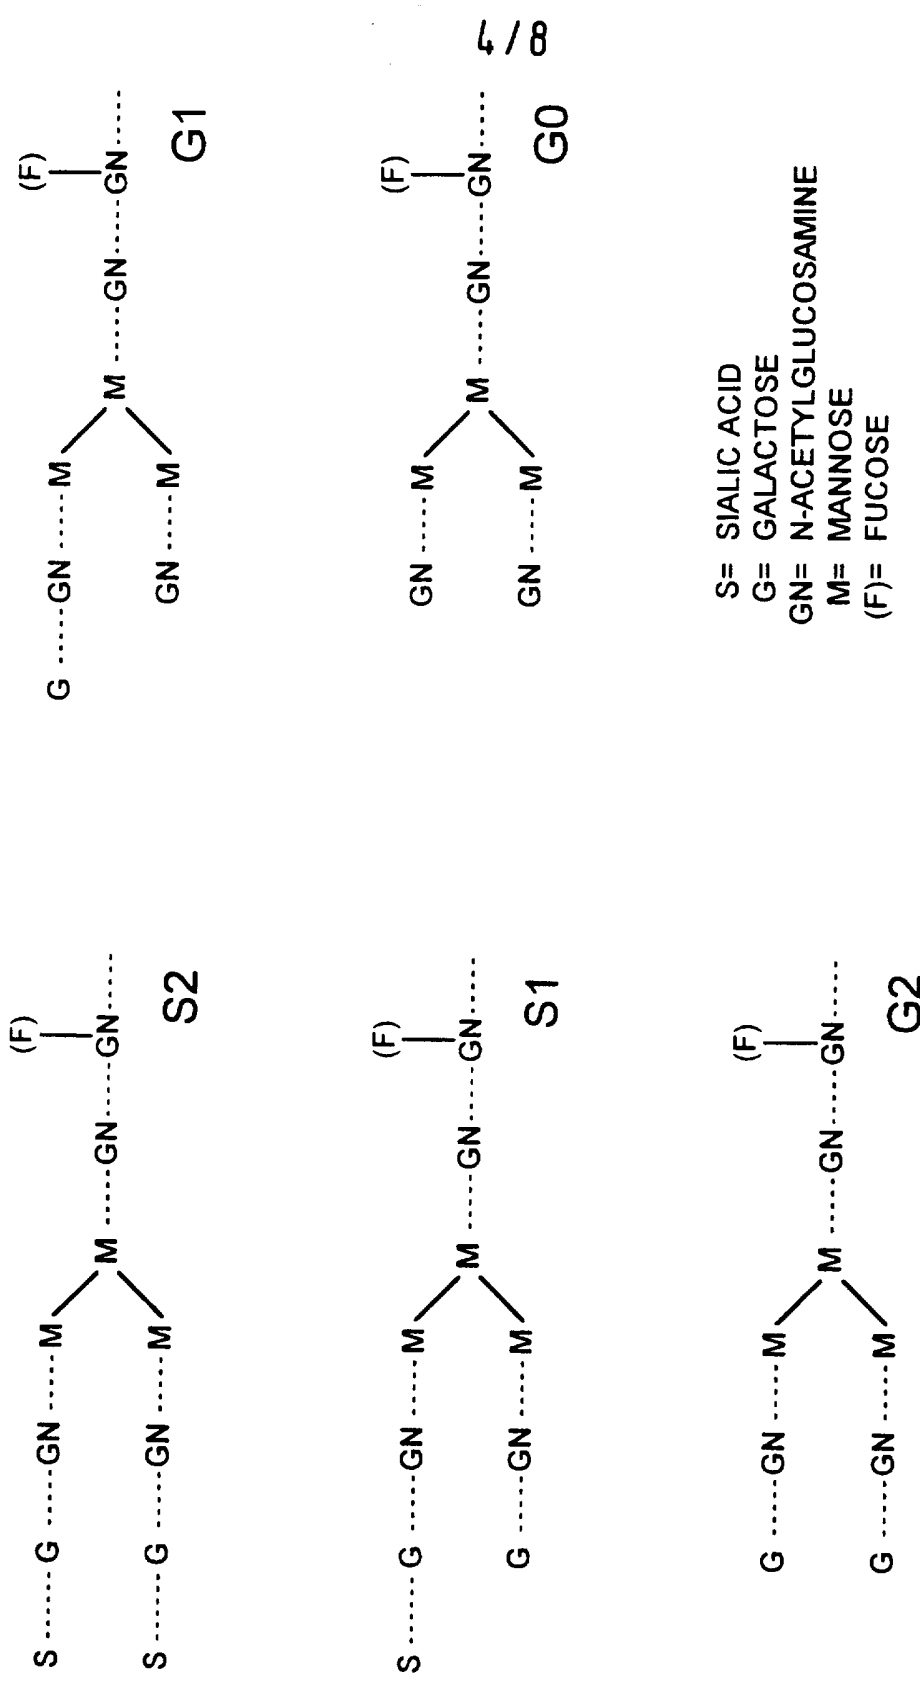 4/8
(F)
S G GN M
M GN GN
S G GN M
S2
(F)
G GN M
M GN GN
GN M
G1
(F)
S G GN M
M GN GN
G GN M
S1
(F)
GN M
M GN GN
GN M
G0
(F)
G GN M
M GN GN
G GN M
G2
S= SIALIC ACID
G= GALACTOSE
GN= N-ACETYLGLUCOSAMINE
M= MANNOSE
(F)= FUCOSE